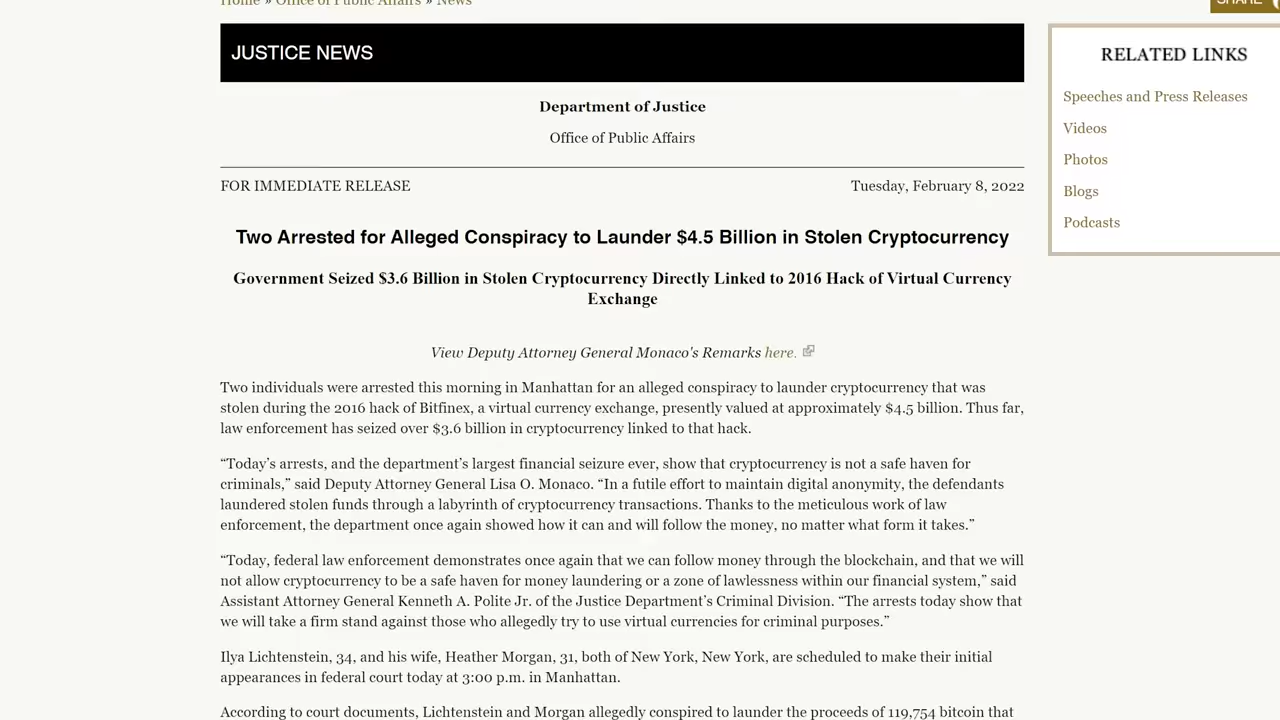 Home » Office of Public Affairs » News
SHARE
JUSTICE NEWS
Department of Justice
Office of Public Affairs
FOR IMMEDIATE RELEASE
Tuesday, February 8, 2022
Two Arrested for Alleged Conspiracy to Launder $4.5 Billion in Stolen Cryptocurrency
Government Seized $3.6 Billion in Stolen Cryptocurrency Directly Linked to 2016 Hack of Virtual Currency
Exchange
View Deputy Attorney General Monaco's Remarks here.
Two individuals were arrested this morning in Manhattan for an alleged conspiracy to launder cryptocurrency that was
stolen during the 2016 hack of Bitfinex, a virtual currency exchange, presently valued at approximately $4.5 billion. Thus far,
law enforcement has seized over $3.6 billion in cryptocurrency linked to that hack.
“Today’s arrests, and the department’s largest financial seizure ever, show that cryptocurrency is not a safe haven for
criminals,” said Deputy Attorney General Lisa O. Monaco. “In a futile effort to maintain digital anonymity, the defendants
laundered stolen funds through a labyrinth of cryptocurrency transactions. Thanks to the meticulous work of law
enforcement, the department once again showed how it can and will follow the money, no matter what form it takes.”
“Today, federal law enforcement demonstrates once again that we can follow money through the blockchain, and that we will
not allow cryptocurrency to be a safe haven for money laundering or a zone of lawlessness within our financial system,” said
Assistant Attorney General Kenneth A. Polite Jr. of the Justice Department’s Criminal Division. “The arrests today show that
we will take a firm stand against those who allegedly try to use virtual currencies for criminal purposes.”
Ilya Lichtenstein, 34, and his wife, Heather Morgan, 31, both of New York, New York, are scheduled to make their initial
appearances in federal court today at 3:00 p.m. in Manhattan.
According to court documents, Lichtenstein and Morgan allegedly conspired to launder the proceeds of 119,754 bitcoin that
RELATED LINKS
Speeches and Press Releases
Videos
Photos
Blogs
Podcasts